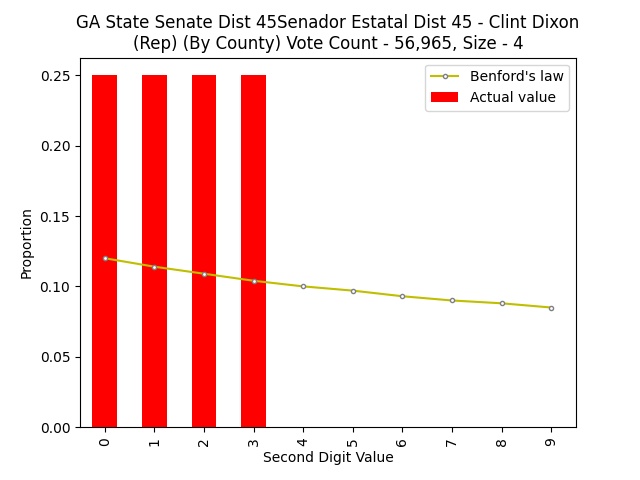 GA State Senate Dist 45Senador Estatal Dist 45 - Clint Dixon
(Rep) (By County) Vote Count - 56,965, Size - 4
Benford's law
Actual value
0.25
0.20
0.15
0.10
0.05
0.00
Proportion
0 1 2 3 4 5 6 7 8 9
Second Digit Value